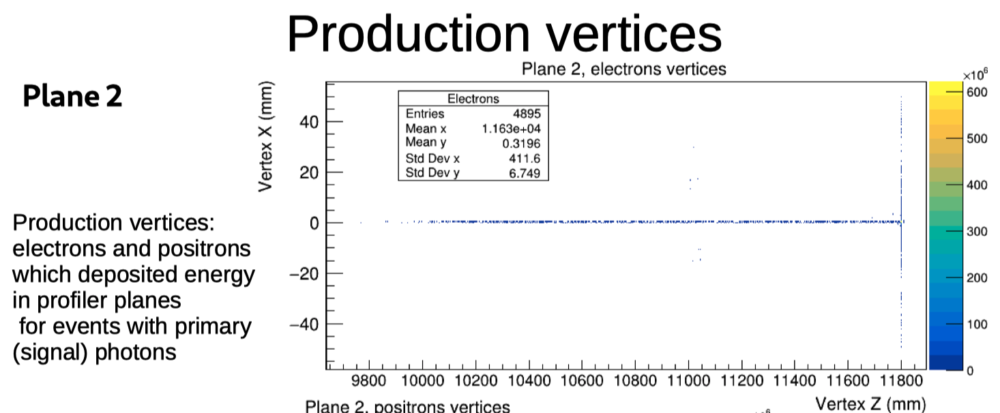 Production vertices
Plane 2
Production vertices:
electrons and positrons
which deposited energy
in profiler planes
for events with primary
(signal) photons
Plane 2, electrons vertices
Vertex X (mm)
40
20
0
−20
−40
Electrons
Entries 4895
Mean x 1.163e+04
Mean y 0.3196
Std Dev x 411.6
Std Dev y 6.749
×10⁶
600
500
400
300
200
100
0
9800 10000 10200 10400 10600 10800 11000 11200 11400 11600 11800
Vertex Z (mm)
Plane 2, positrons vertices